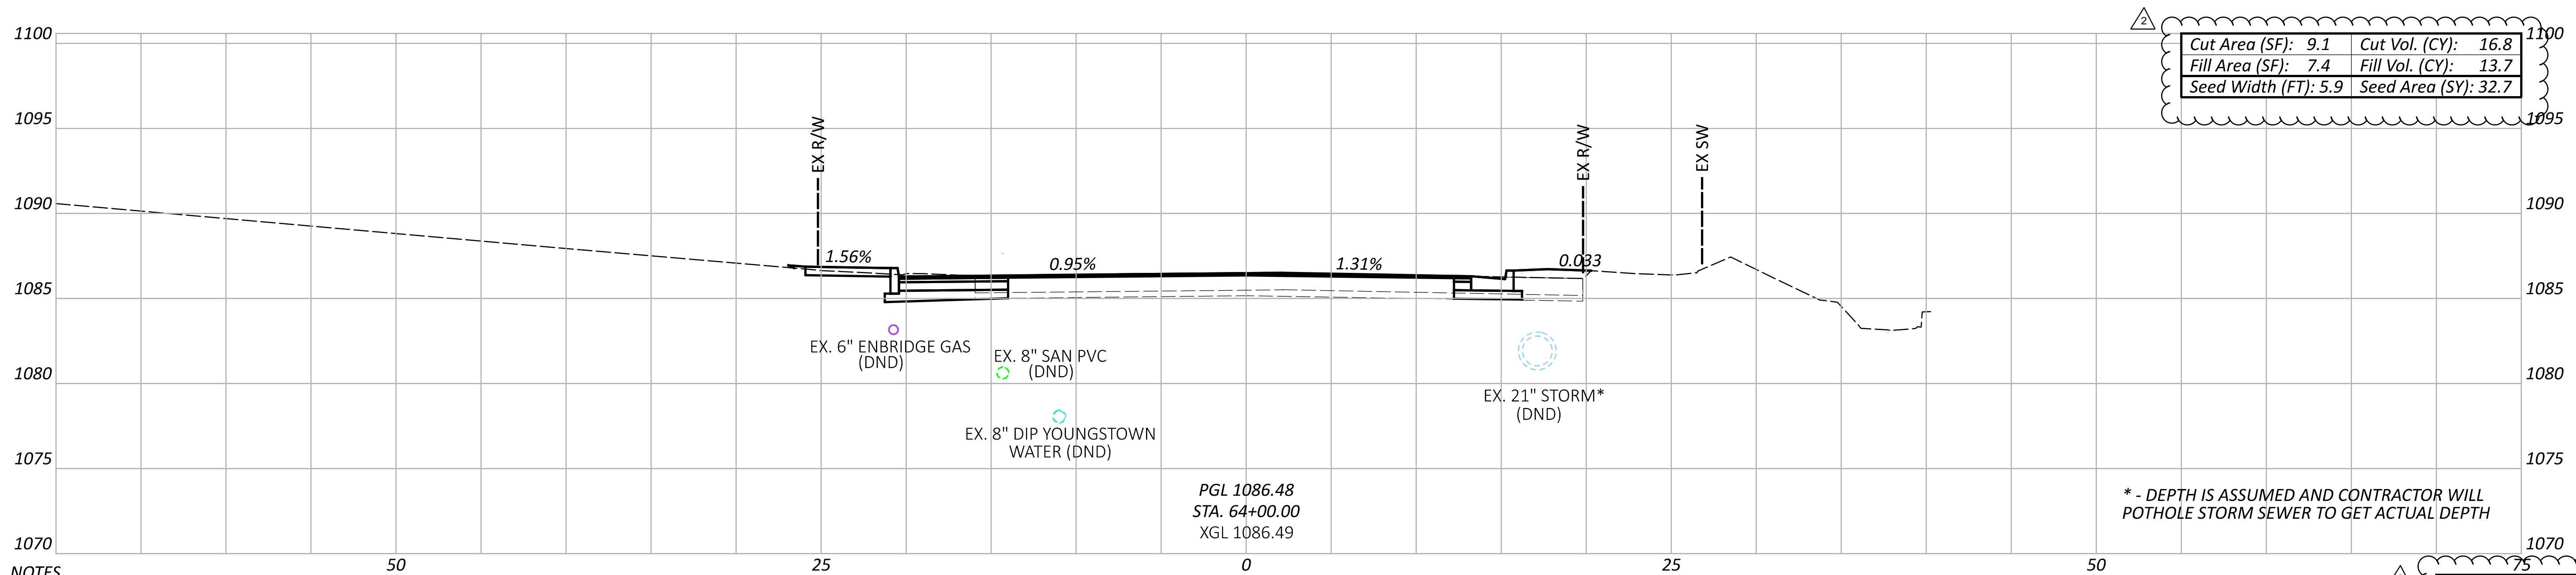 2
1100
1100
Cut Area (SF): 9.1 Cut Vol. (CY): 16.8
Fill Area (SF): 7.4 Fill Vol. (CY): 13.7
Seed Width (FT): 5.9 Seed Area (SY): 32.7
1095
1095
EX R/W
EX R/W
EX SW
1090
1090
1.56%
0.95%
1.31%
0.033
1085
1085
EX. 6" ENBRIDGE GAS
(DND)
EX. 8" SAN PVC
(DND)
1080
1080
EX. 21" STORM*
(DND)
EX. 8" DIP YOUNGSTOWN
WATER (DND)
1075
1075
PGL 1086.48
STA. 64+00.00
XGL 1086.49
* - DEPTH IS ASSUMED AND CONTRACTOR WILL
POTHOLE STORM SEWER TO GET ACTUAL DEPTH
1070
1070
50 25 0 25 50 75
NOTES